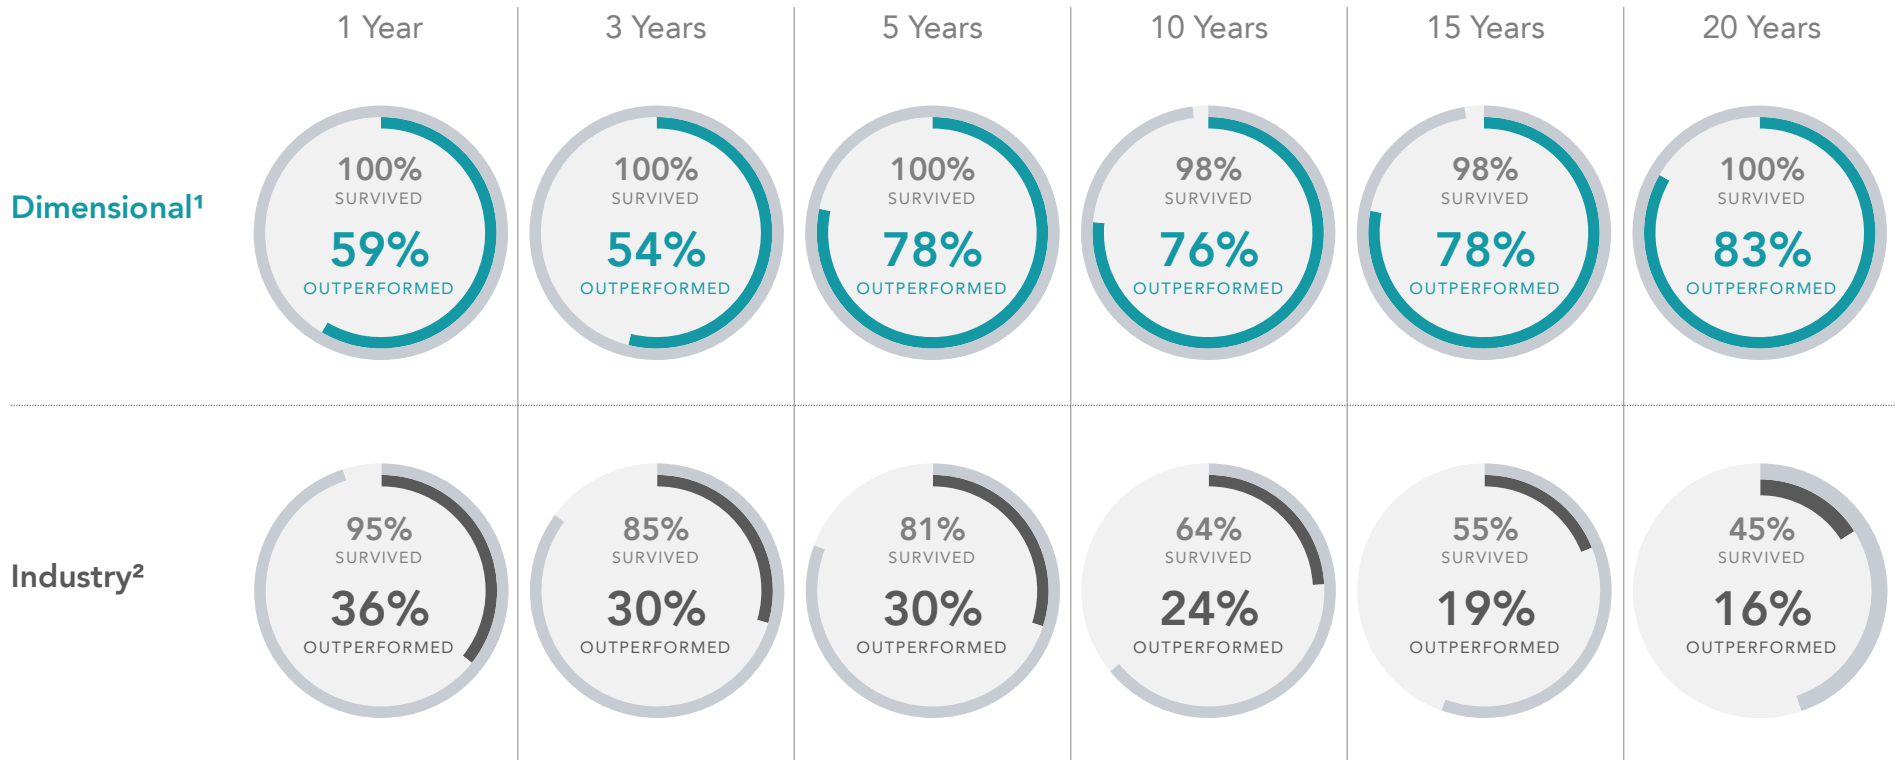 1 Year
3 Years
5 Years
10 Years
15 Years
20 Years
Dimensional¹
100%
SURVIVED
59%
OUTPERFORMED
100%
SURVIVED
54%
OUTPERFORMED
100%
SURVIVED
78%
OUTPERFORMED
98%
SURVIVED
76%
OUTPERFORMED
98%
SURVIVED
78%
OUTPERFORMED
100%
SURVIVED
83%
OUTPERFORMED
Industry²
95%
SURVIVED
36%
OUTPERFORMED
85%
SURVIVED
30%
OUTPERFORMED
81%
SURVIVED
30%
OUTPERFORMED
64%
SURVIVED
24%
OUTPERFORMED
55%
SURVIVED
19%
OUTPERFORMED
45%
SURVIVED
16%
OUTPERFORMED